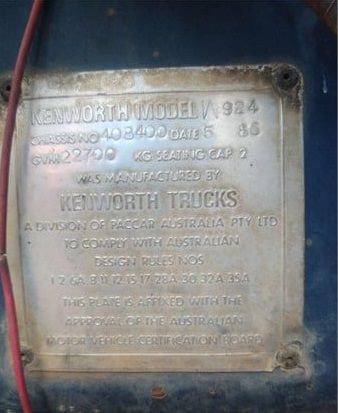 KENWORTH MODEL W 924
CHASSIS NO 408400 DATE 5 86
GVM 22700 KG SEATING CAP 2
WAS MANUFACTURED BY
KENWORTH TRUCKS
A DIVISION OF PACCAR AUSTRALIA PTY LTD
TO COMPLY WITH AUSTRALIAN
DESIGN RULES NOS
1 2 6A 8 11 12 15 17 28A 30 32A 35A
THIS PLATE IS AFFIXED WITH THE
APPROVAL OF THE AUSTRALIAN
MOTOR VEHICLE CERTIFICATION BOARD